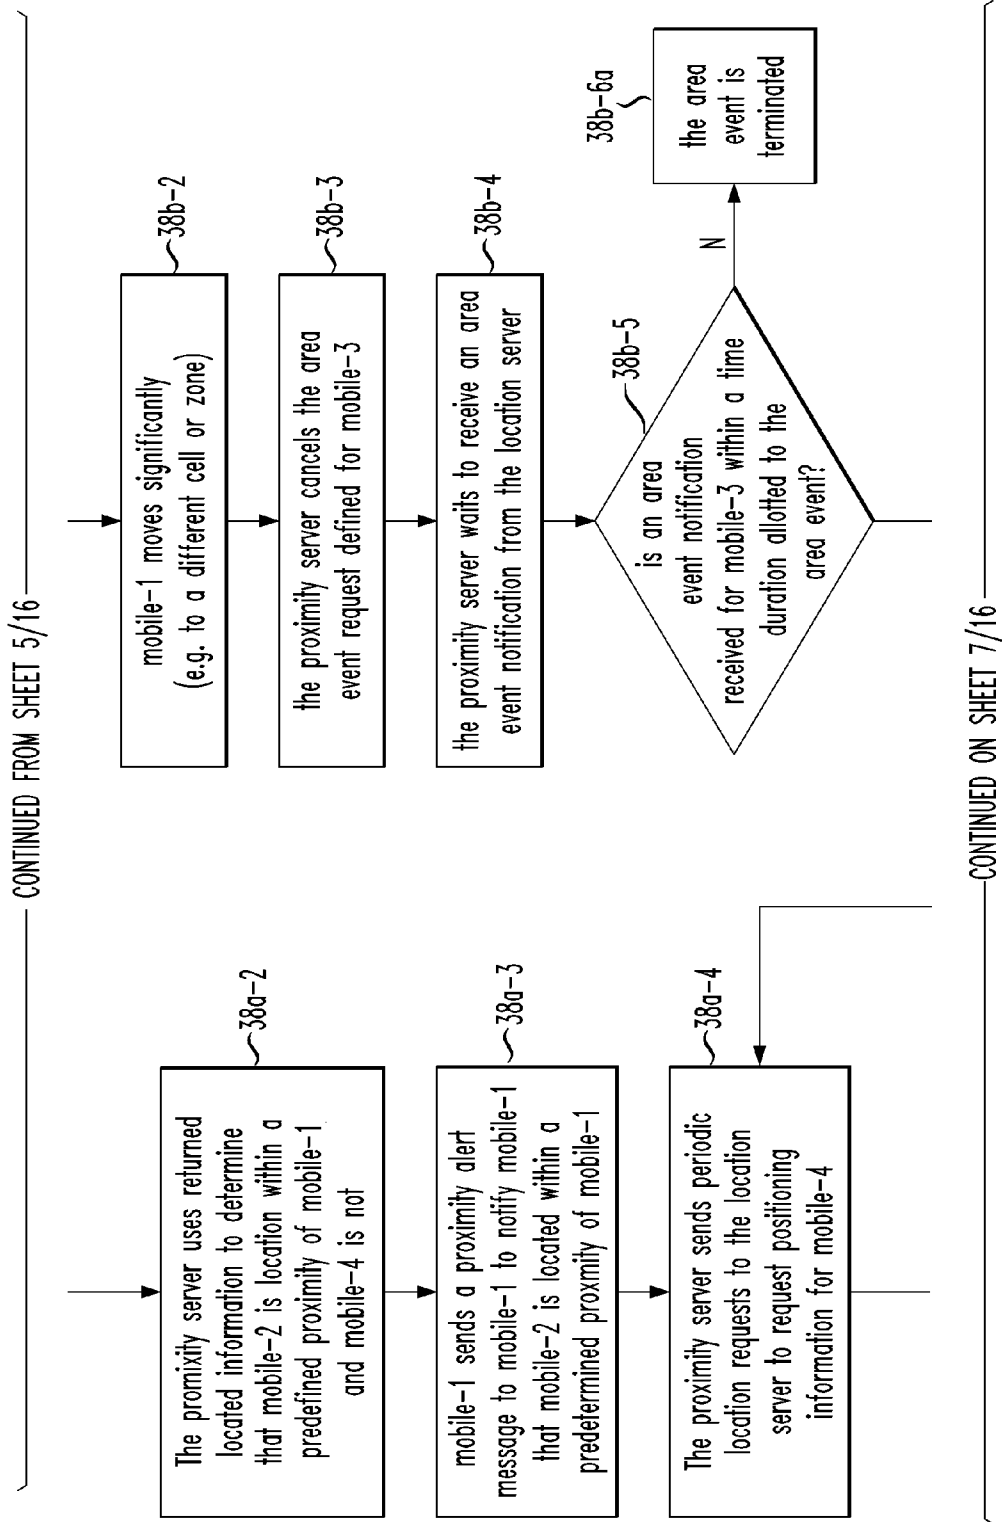 CONTINUED FROM SHEET 5/16
The promixity server uses returned
located information to determine
that mobile-2 is location within a
predefined proximity of mobile-1
and mobile-4 is not
38a-2
mobile-1 sends a proximity alert
message to mobile-1 to notify mobile-1
that mobile-2 is located within a
predetermined proxmity of mobile-1
38a-3
The proximity server sends periodic
location requests to the location
server to request positioning
information for mobile-4
38a-4
mobile-1 moves significantly
(e.g. to a different cell or zone)
38b-2
the proximity server cancels the area
event request defined for mobile-3
38b-3
the proximity server waits to receive an area
event notification from the location server
38b-4
is an area
event notification
received for mobile-3 within a time
duration allotted to the
area event?
38b-5
N
the area
event is
terminated
38b-6a
CONTINUED ON SHEET 7/16